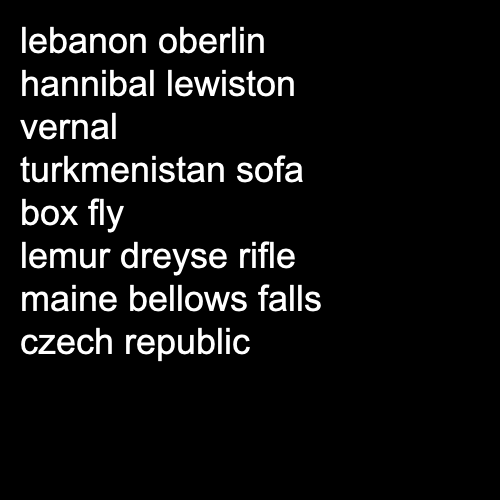 lebanon oberlin
hannibal lewiston
vernal
turkmenistan sofa
box fly
lemur dreyse rifle
maine bellows falls
czech republic